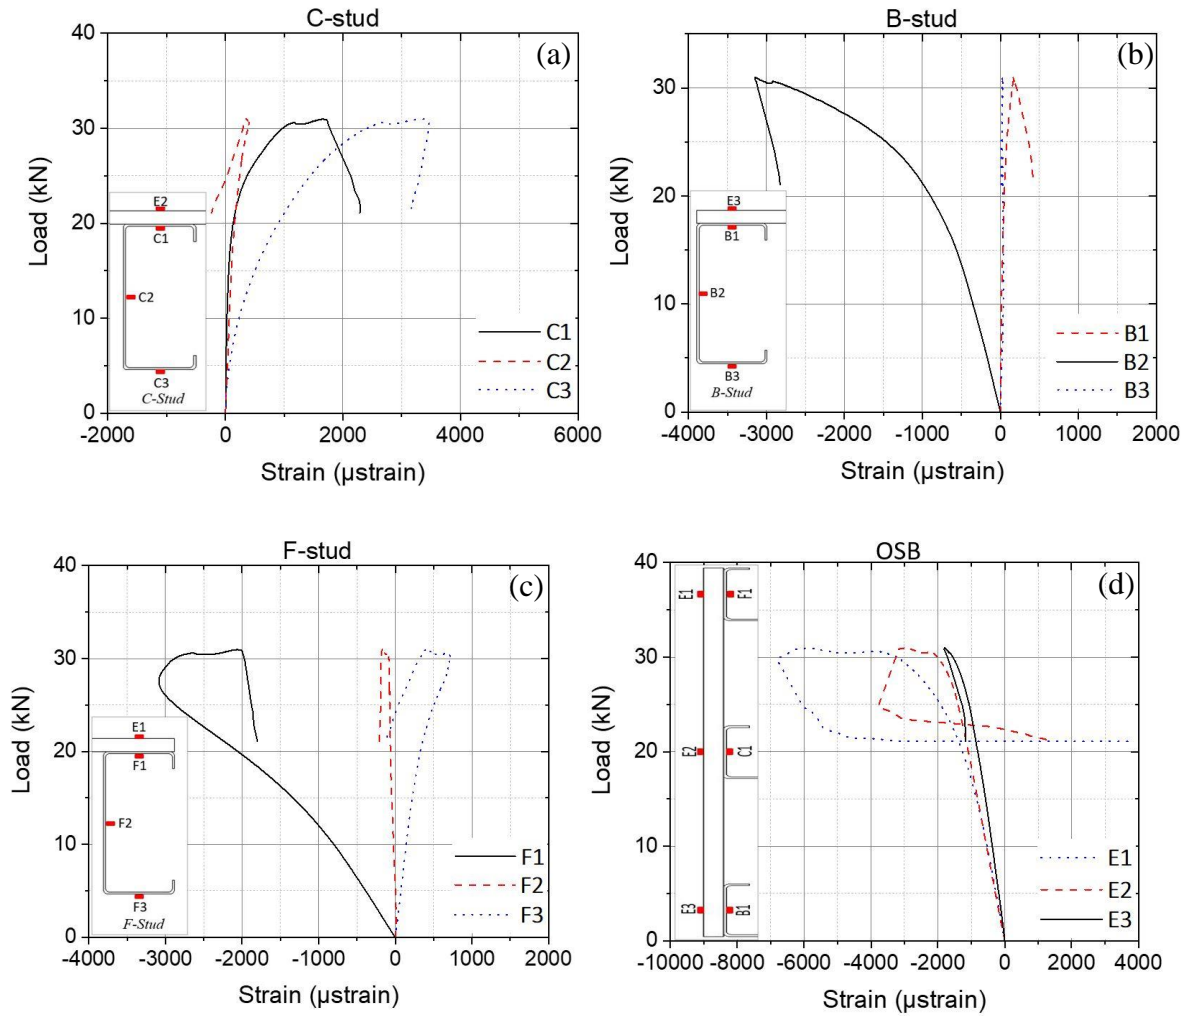 C-stud
(a)
40
30
20
10
0
Load (kN)
-2000
0
2000
4000
6000
Strain (µstrain)
E2
C1
C2
C3
C-Stud
C1
C2
C3
B-stud
(b)
30
20
10
0
Load (kN)
-4000
-3000
-2000
-1000
0
1000
2000
Strain (µstrain)
E3
B1
B2
B3
B-Stud
B1
B2
B3
F-stud
(c)
40
30
20
10
0
Load (kN)
-4000
-3000
-2000
-1000
0
1000
2000
Strain (µstrain)
E1
F1
F2
F3
F-Stud
F1
F2
F3
OSB
(d)
40
30
20
10
0
Load (kN)
-10000
-8000
-6000
-4000
-2000
0
2000
4000
Strain (µstrain)
E1
F1
E2
C1
E3
B1
E1
E2
E3